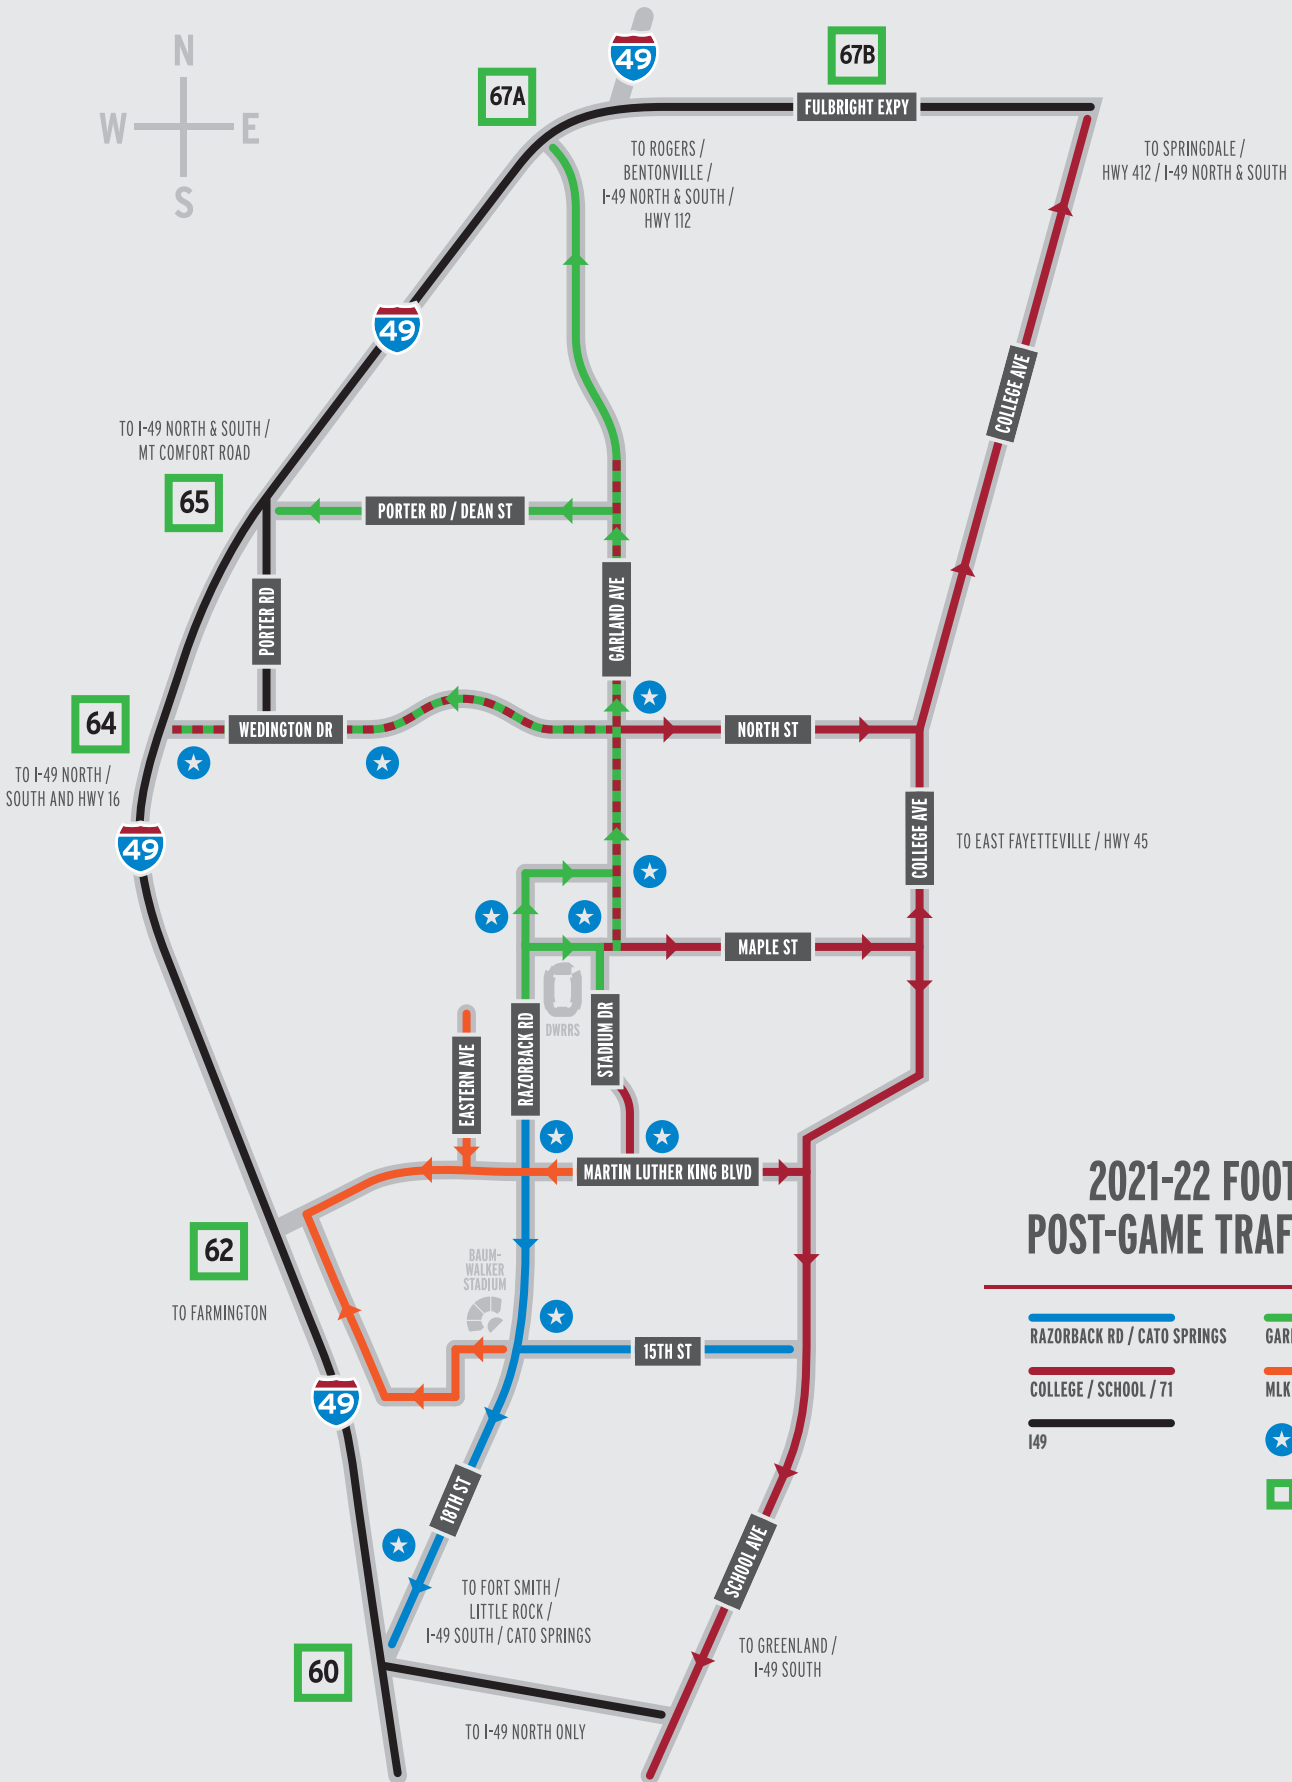 N
W E
S
49
67A
67B
FULBRIGHT EXPY
TO ROGERS /
BENTONVILLE /
I-49 NORTH & SOUTH /
HWY 112
TO SPRINGDALE /
HWY 412 / I-49 NORTH & SOUTH
49
COLLEGE AVE
TO I-49 NORTH & SOUTH /
MT COMFORT ROAD
65
PORTER RD / DEAN ST
GARLAND AVE
PORTER RD
64
WEDINGTON DR
NORTH ST
TO I-49 NORTH /
SOUTH AND HWY 16
49
COLLEGE AVE
TO EAST FAYETTEVILLE / HWY 45
MAPLE ST
DWRRS
RAZORBACK RD
STADIUM DR
EASTERN AVE
MARTIN LUTHER KING BLVD
62
TO FARMINGTON
BAUM-
WALKER
STADIUM
15TH ST
49
18TH ST
SCHOOL AVE
TO FORT SMITH /
LITTLE ROCK /
I-49 SOUTH / CATO SPRINGS
TO GREENLAND /
I-49 SOUTH
60
TO I-49 NORTH ONLY
2021-22 FOOT
POST-GAME TRAF
RAZORBACK RD / CATO SPRINGS
GAR
COLLEGE / SCHOOL / 71
MLK
I49